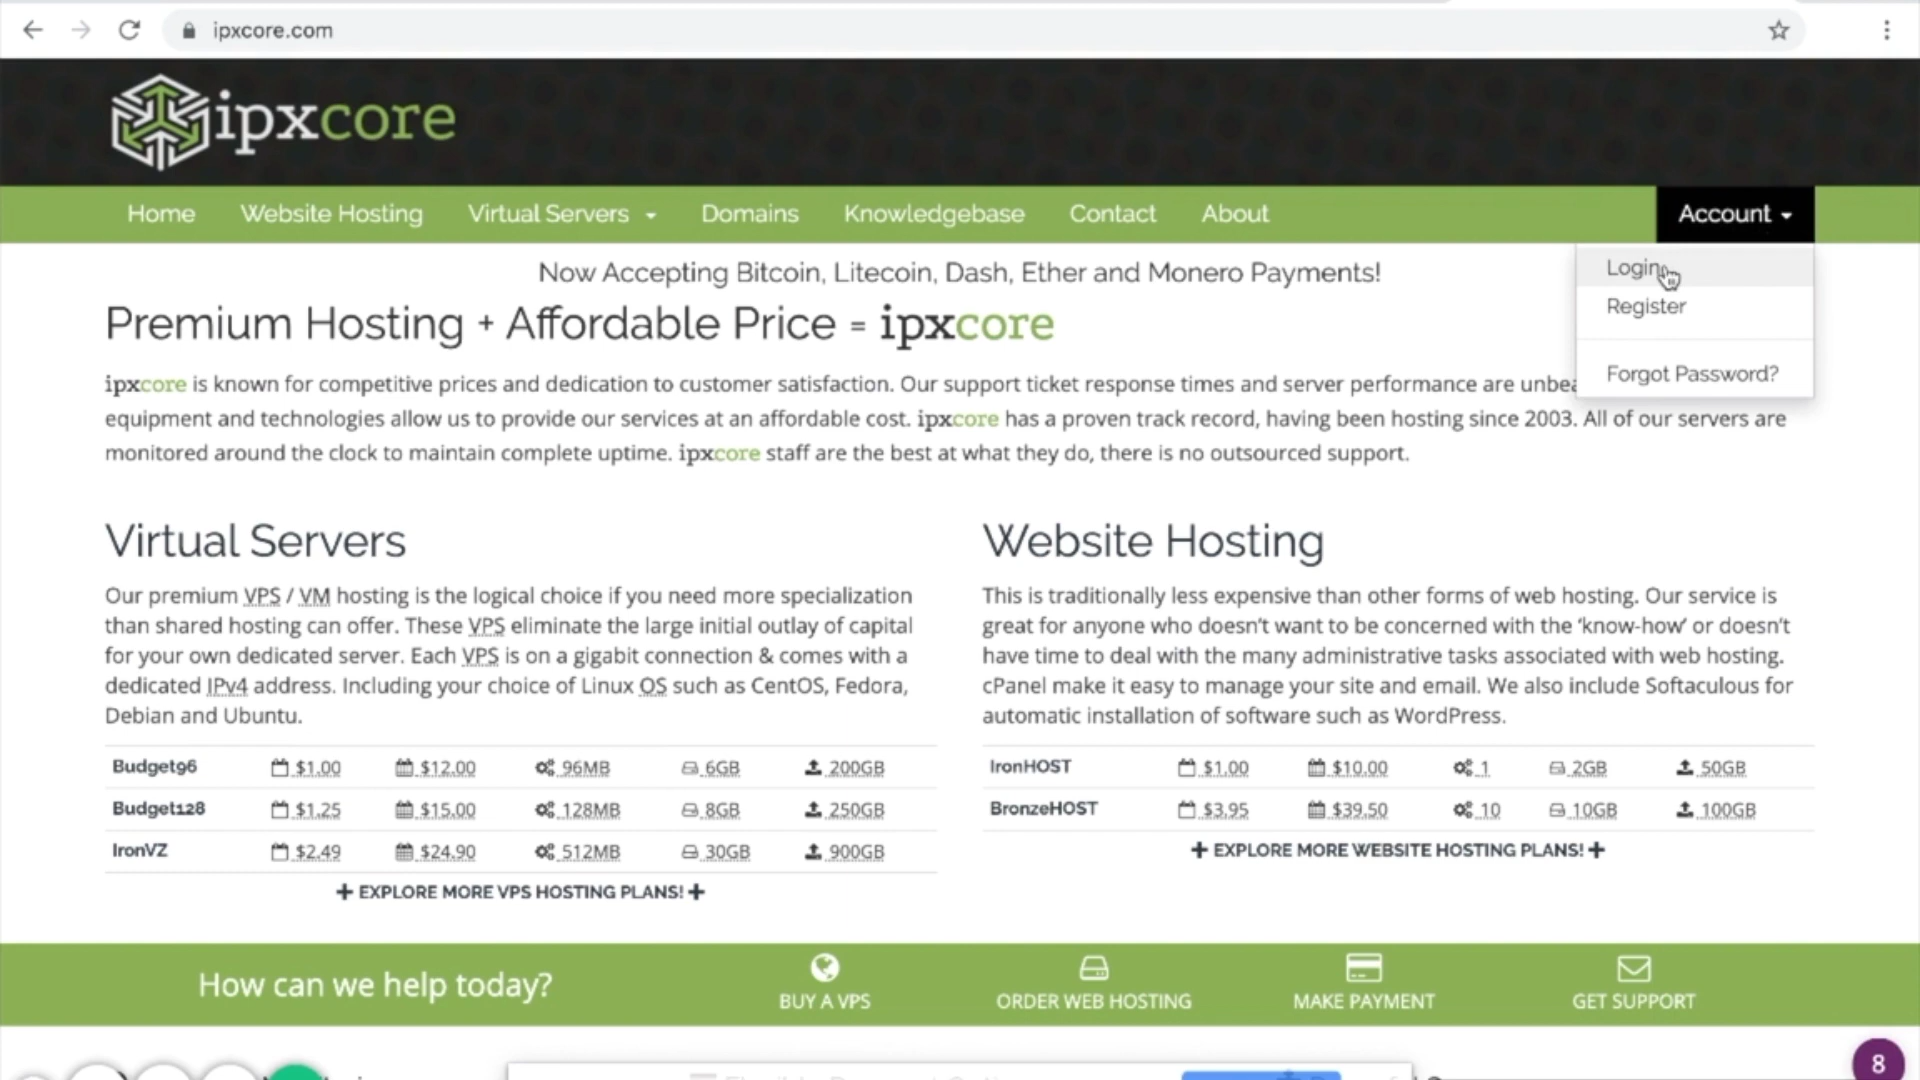 ipxcore.com
ipxcore
Home Website Hosting Virtual Servers Domains Knowledgebase Contact About Account
Login
Register
Forgot Password?
Now Accepting Bitcoin, Litecoin, Dash, Ether and Monero Payments!
Premium Hosting + Affordable Price = ipxcore
ipxcore is known for competitive prices and dedication to customer satisfaction. Our support ticket response times and server performance are
equipment and technologies allow us to provide our services at an affordable cost. ipxcore has a proven track record, having been hosting since 2003. All of our servers are
monitored around the clock to maintain complete uptime. ipxcore staff are the best at what they do, there is no outsourced support.
Virtual Servers
Our premium VPS / VM hosting is the logical choice if you need more specialization
than shared hosting can offer. These VPS eliminate the large initial outlay of capital
for your own dedicated server. Each VPS is on a gigabit connection & comes with a
dedicated IPv4 address. Including your choice of Linux OS such as CentOS, Fedora,
Debian and Ubuntu.
Budget96 $1.00 $12.00 96MB 6GB 200GB
Budget128 $1.25 $15.00 128MB 8GB 250GB
IronVZ $2.49 $24.90 512MB 30GB 900GB
+ EXPLORE MORE VPS HOSTING PLANS! +
Website Hosting
This is traditionally less expensive than other forms of web hosting. Our service is
great for anyone who doesn't want to be concerned with the 'know-how' or doesn't
have time to deal with the many administrative tasks associated with web hosting.
cPanel make it easy to manage your site and email. We also include Softaculous for
automatic installation of software such as WordPress.
IronHOST $1.00 $10.00 1 2GB 50GB
BronzeHOST $3.95 $39.50 10 10GB 100GB
+ EXPLORE MORE WEBSITE HOSTING PLANS! +
How can we help today?
BUY A VPS
ORDER WEB HOSTING
MAKE PAYMENT
GET SUPPORT
8